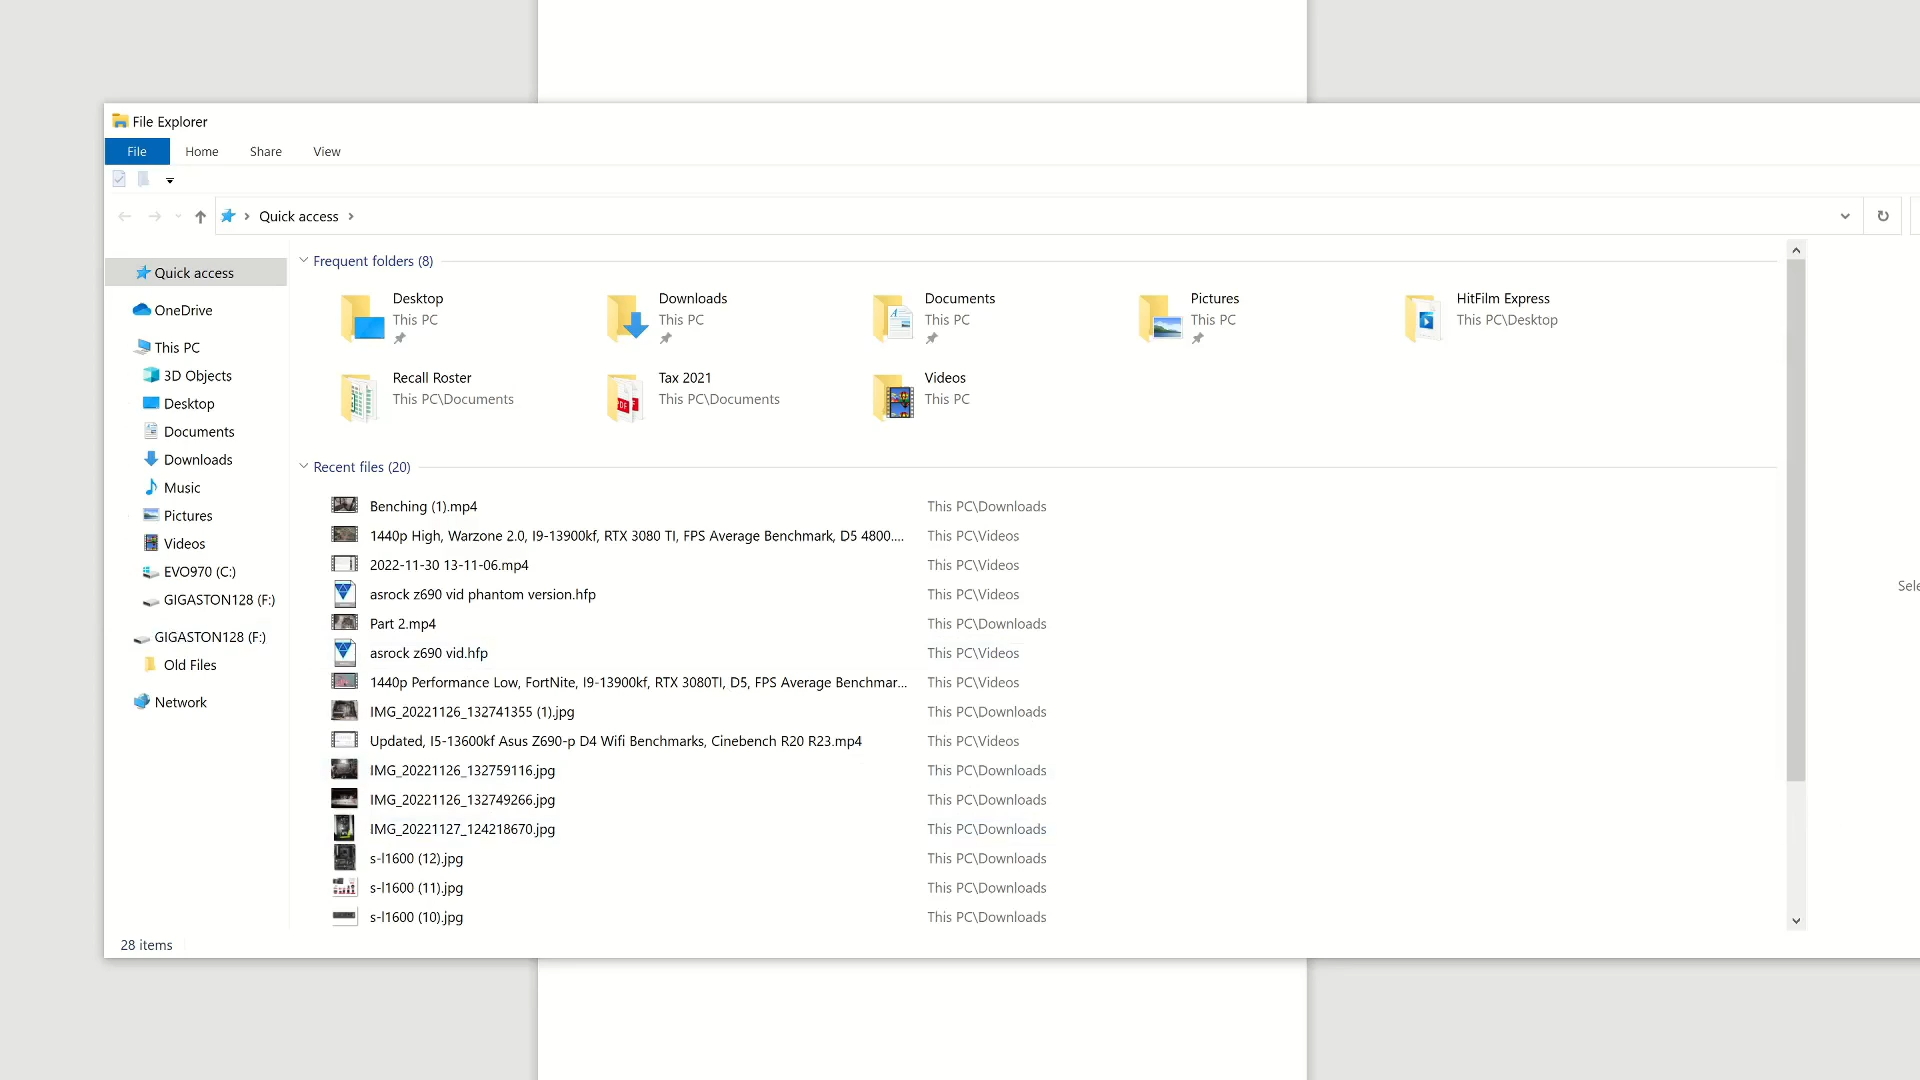 File Explorer
File Home Share View
Quick access
Quick access
OneDrive
This PC
3D Objects
Desktop
Documents
Downloads
Music
Pictures
Videos
EVO970 (C:)
GIGASTON128 (F:)
GIGASTON128 (F:)
Old Files
Network
Frequent folders (8)
Desktop
This PC
Downloads
This PC
Documents
This PC
Pictures
This PC
HitFilm Express
This PC\Desktop
Recall Roster
This PC\Documents
Tax 2021
This PC\Documents
Videos
This PC
Recent files (20)
Benching (1).mp4 This PC\Downloads
1440p High, Warzone 2.0, I9-13900kf, RTX 3080 TI, FPS Average Benchmark, D5 4800.... This PC\Videos
2022-11-30 13-11-06.mp4 This PC\Videos
asrock z690 vid phantom version.hfp This PC\Videos
Part 2.mp4 This PC\Downloads
asrock z690 vid.hfp This PC\Videos
1440p Performance Low, FortNite, I9-13900kf, RTX 3080TI, D5, FPS Average Benchmar... This PC\Videos
IMG_20221126_132741355 (1).jpg This PC\Downloads
Updated, I5-13600kf Asus Z690-p D4 Wifi Benchmarks, Cinebench R20 R23.mp4 This PC\Videos
IMG_20221126_132759116.jpg This PC\Downloads
IMG_20221126_132749266.jpg This PC\Downloads
IMG_20221127_124218670.jpg This PC\Downloads
s-l1600 (12).jpg This PC\Downloads
s-l1600 (11).jpg This PC\Downloads
s-l1600 (10).jpg This PC\Downloads
Sele
28 items